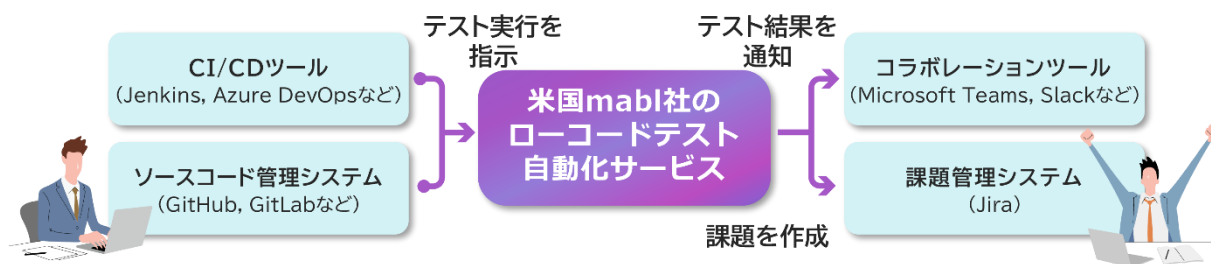 テスト実行を
指示
テスト結果を
通知
CI/CDツール
(Jenkins, Azure DevOpsなど)
ソースコード管理システム
(GitHub, GitLabなど)
米国mabl社の
ローコードテスト
自動化サービス
コラボレーションツール
(Microsoft Teams, Slackなど)
課題管理システム
(Jira)
課題を作成